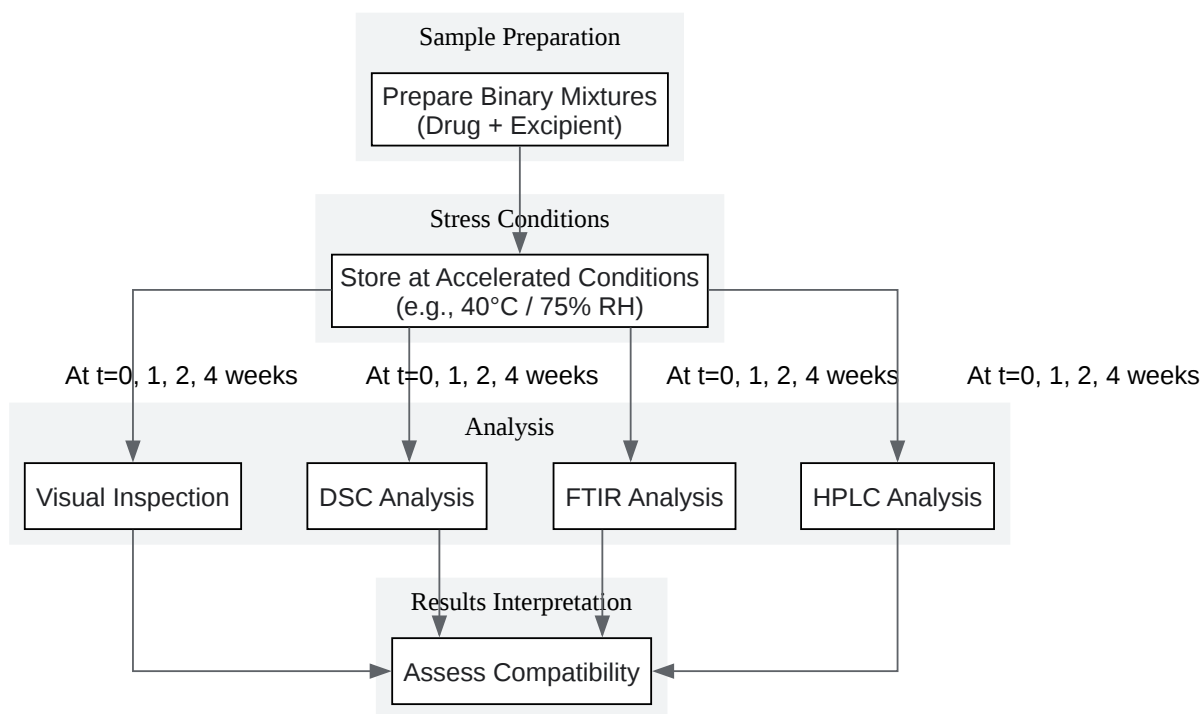 Sample Preparation
Prepare Binary Mixtures
(Drug + Excipient)
Stress Conditions
Store at Accelerated Conditions
(e.g., 40°C / 75% RH)
At t=0, 1, 2, 4 weeks
At t=0, 1, 2, 4 weeks
At t=0, 1, 2, 4 weeks
At t=0, 1, 2, 4 weeks
Analysis
Visual Inspection
DSC Analysis
FTIR Analysis
HPLC Analysis
Results Interpretation
Assess Compatibility